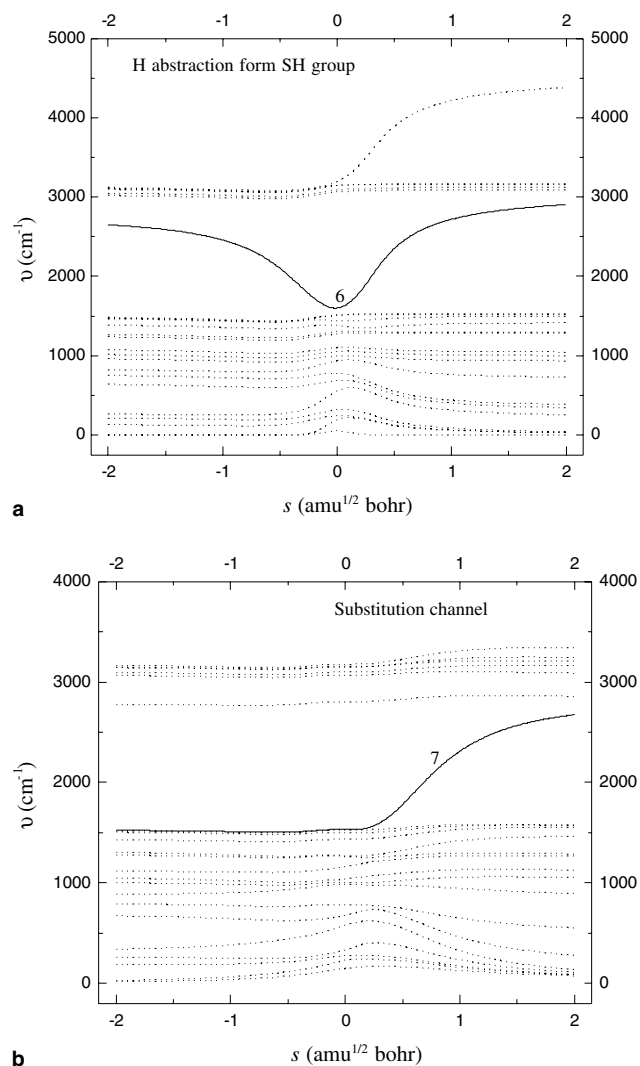 -2 -1 0 1 2
5000 5000
H abstraction form SH group
4000 4000
3000 3000
υ (cm-1)
2000 2000
6
1000 1000
0 0
-2 -1 0 1 2
a
s (amu1/2 bohr)
-2 -1 0 1 2
4000 4000
Substitution channel
3000 3000
7
υ (cm-1)
2000 2000
1000 1000
0 0
-2 -1 0 1 2
s (amu1/2 bohr)
b